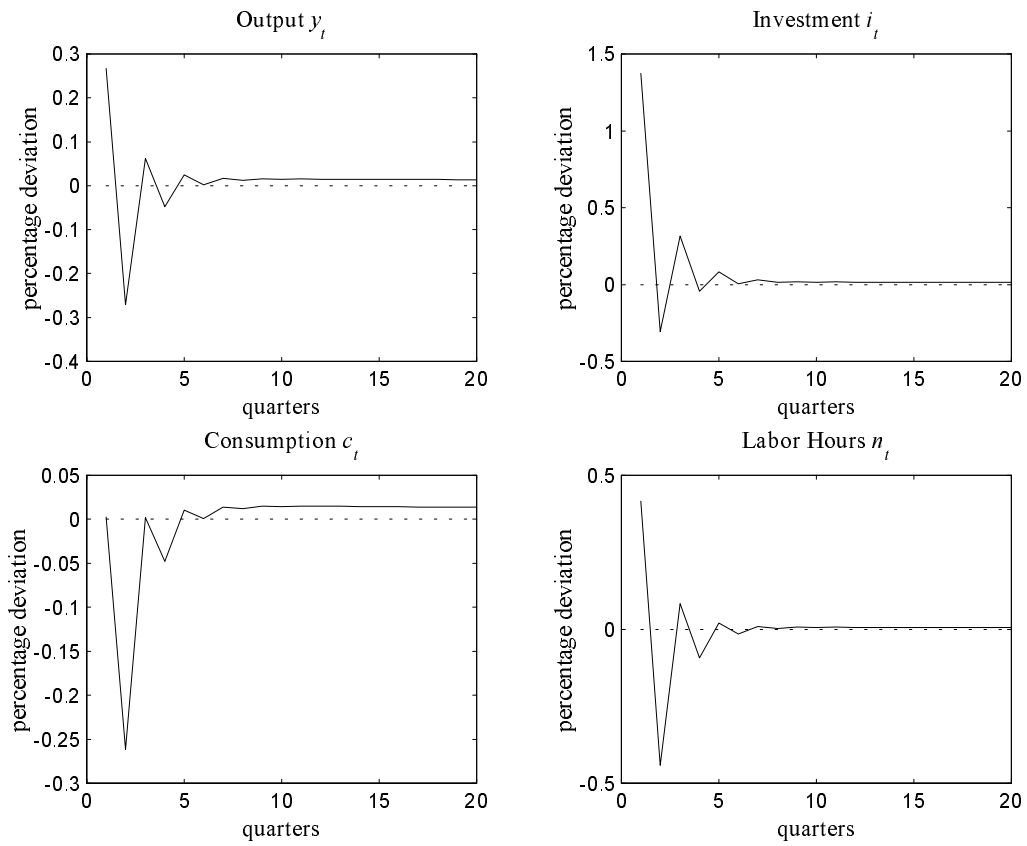 Output y_t
0.3
0.2
0.1
0
-0.1
-0.2
-0.3
-0.4
percentage deviation
0 5 10 15 20
quarters
Investment i_t
1.5
1
0.5
0
-0.5
percentage deviation
0 5 10 15 20
quarters
Consumption c_t
0.05
0
-0.05
-0.1
-0.15
-0.2
-0.25
-0.3
percentage deviation
0 5 10 15 20
quarters
Labor Hours n_t
0.5
0
-0.5
percentage deviation
0 5 10 15 20
quarters